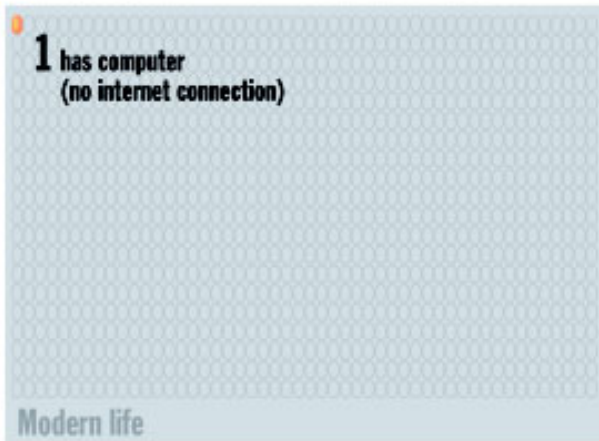 1 has computer
(no internet connection)
Modern life